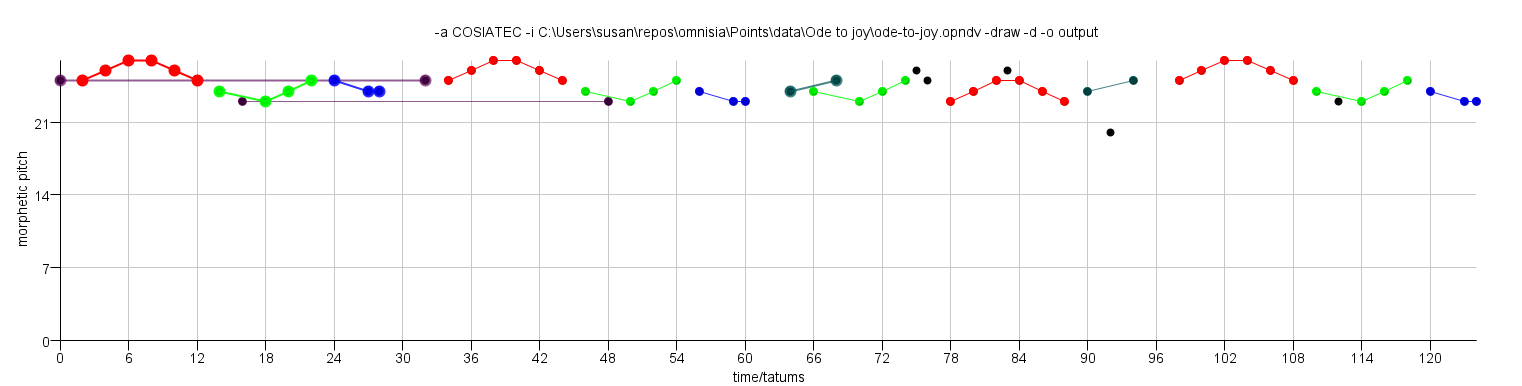 -a COSIATEC -i C:\Users\susan\repos\omnisia\Points\data\Ode to joy\ode-to-joy.opndv -draw -d -o output
morphetic pitch
21
14
7
0
0 6 12 18 24 30 36 42 48 54 60 66 72 78 84 90 96 102 108 114 120
time/tatums